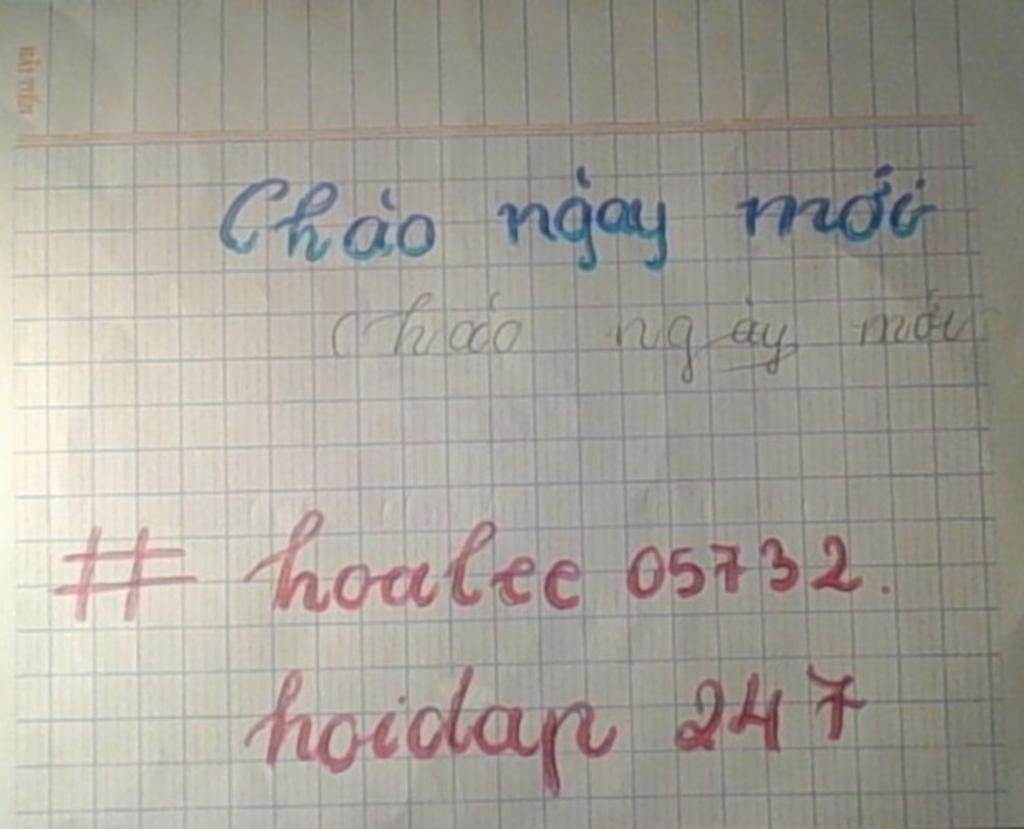 Chào ngày mới
Chào ngày mới
# hoalee 05732.
hoidap 247